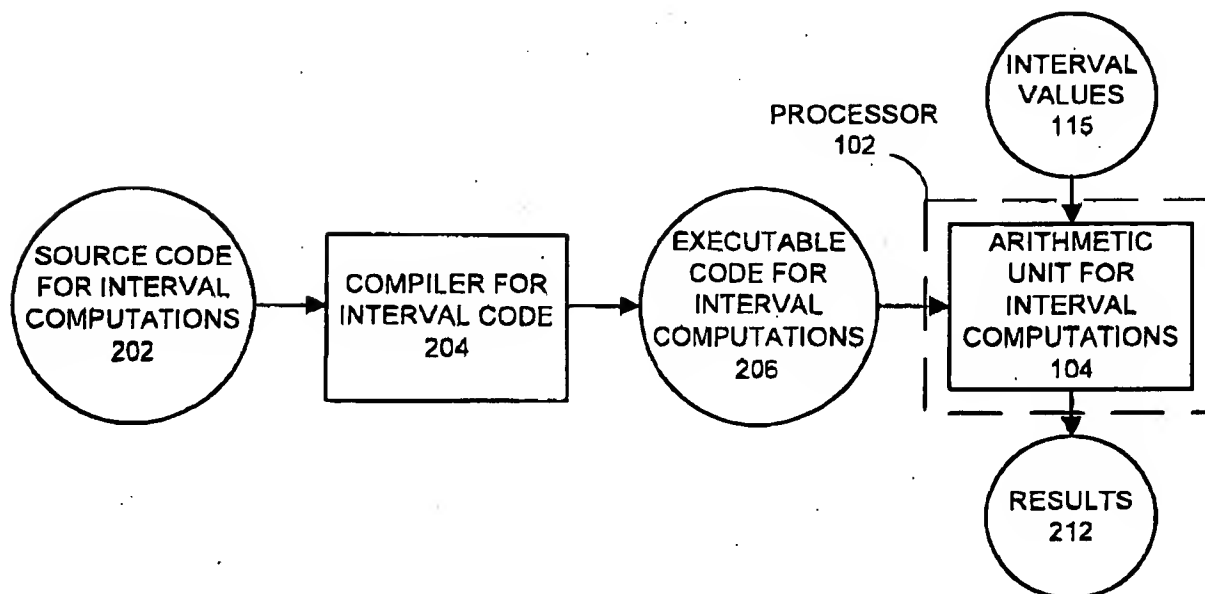 INTERVAL
VALUES
115
PROCESSOR
102
SOURCE CODE
FOR INTERVAL
COMPUTATIONS
202
COMPILER FOR
INTERVAL CODE
204
EXECUTABLE
CODE FOR
INTERVAL
COMPUTATIONS
206
ARITHMETIC
UNIT FOR
INTERVAL
COMPUTATIONS
104
RESULTS
212